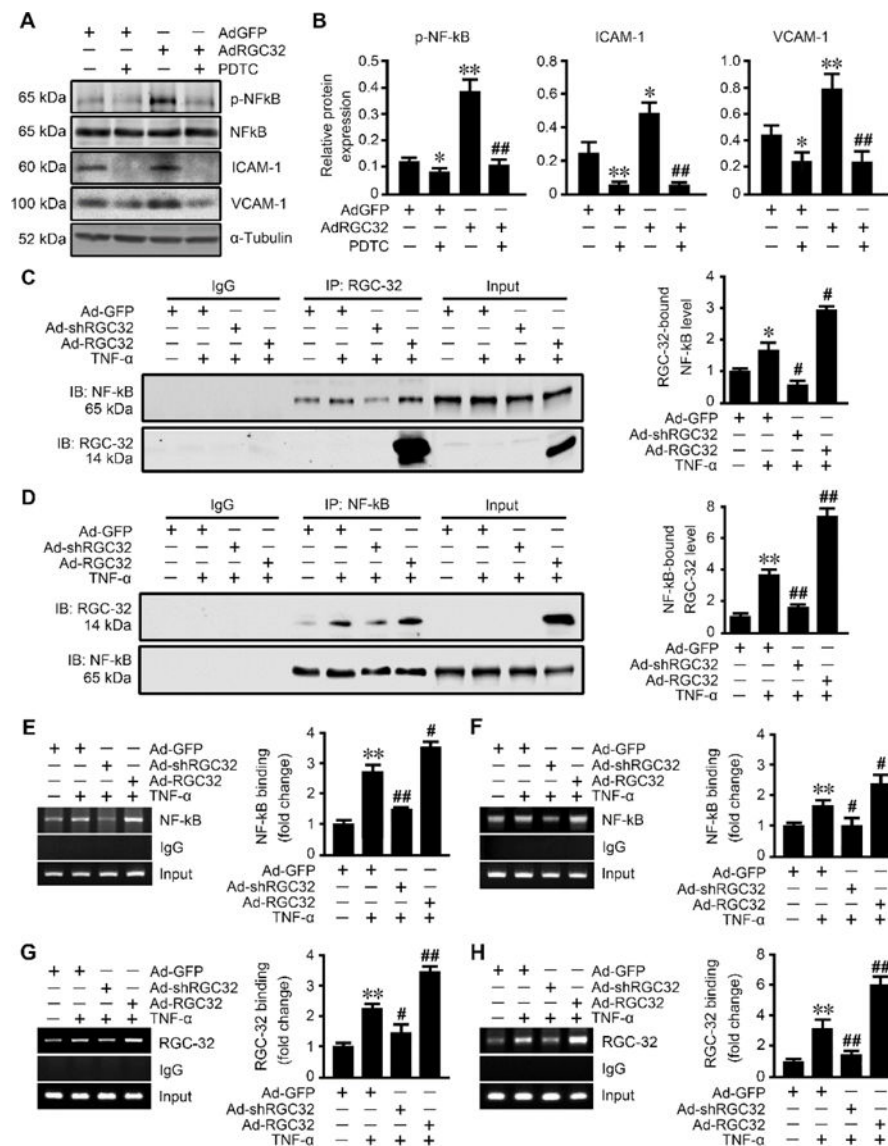 A
+ + − − AdGFP
− − + + AdRGC32
− + − + PDTC
65 kDa p-NFkB
65 kDa NFkB
60 kDa ICAM-1
100 kDa VCAM-1
52 kDa α-Tubulin
B
p-NF-kB ICAM-1 VCAM-1
Relative protein
expression
0.5
0.4
0.3
0.2
0.1
0
* ** ##
0.8
0.6
0.4
0.2
0
** * ##
1.0
0.8
0.6
0.4
0.2
0
* ** ##
AdGFP + + − − + + − − + + − −
AdRGC32 − − + + − − + + − − + +
PDTC − + − + − + − + − + − +
C
IgG IP: RGC-32 Input
Ad-GFP + + − − + + − − + + − −
Ad-shRGC32 − − + − − − + − − − + −
Ad-RGC32 − − − + − − − + − − − +
TNF-α − + + + − + + + − + + +
IB: NF-kB
65 kDa
IB: RGC-32
14 kDa
RGC-32-bound
NF-kB level
4
3
2
1
0
* # #
Ad-GFP + + − −
Ad-shRGC32 − − + −
Ad-RGC32 − − − +
TNF-α − + + +
D
IgG IP: NF-kB Input
Ad-GFP + + − − + + − − + + − −
Ad-shRGC32 − − + − − − + − − − + −
Ad-RGC32 − − − + − − − + − − − +
TNF-α − + + + − + + + − + + +
IB: RGC-32
14 kDa
IB: NF-kB
65 kDa
NF-kB-bound
RGC-32 level
8
6
4
2
0
** ## ##
Ad-GFP + + − −
Ad-shRGC32 − − + −
Ad-RGC32 − − − +
TNF-α − + + +
E
+ + − − Ad-GFP
− − + − Ad-shRGC32
− − − + Ad-RGC32
− + + + TNF-α
NF-kB
IgG
Input
NF-kB binding
(fold change)
4
3
2
1
0
** ## #
Ad-GFP + + − −
Ad-shRGC32 − − + −
Ad-RGC32 − − − +
TNF-α − + + +
F
+ + − − Ad-GFP
− − + − Ad-shRGC32
− − − + Ad-RGC32
− + + + TNF-α
NF-kB
IgG
Input
NF-kB binding
(fold change)
4
3
2
1
0
** # #
Ad-GFP + + − −
Ad-shRGC32 − − + −
Ad-RGC32 − − − +
TNF-α − + + +
G
+ + − − Ad-GFP
− − + − Ad-shRGC32
− − − + Ad-RGC32
− + + + TNF-α
RGC-32
IgG
Input
RGC-32 binding
(fold change)
4
3
2
1
0
** # ##
Ad-GFP + + − −
Ad-shRGC32 − − + −
Ad-RGC32 − − − +
TNF-α − + + +
H
+ + − − Ad-GFP
− − + − Ad-shRGC32
− − − + Ad-RGC32
− + + + TNF-α
RGC-32
IgG
Input
RGC-32 binding
(fold change)
8
6
4
2
0
** ## ##
Ad-GFP + + − −
Ad-shRGC32 − − + −
Ad-RGC32 − − − +
TNF-α − + + +